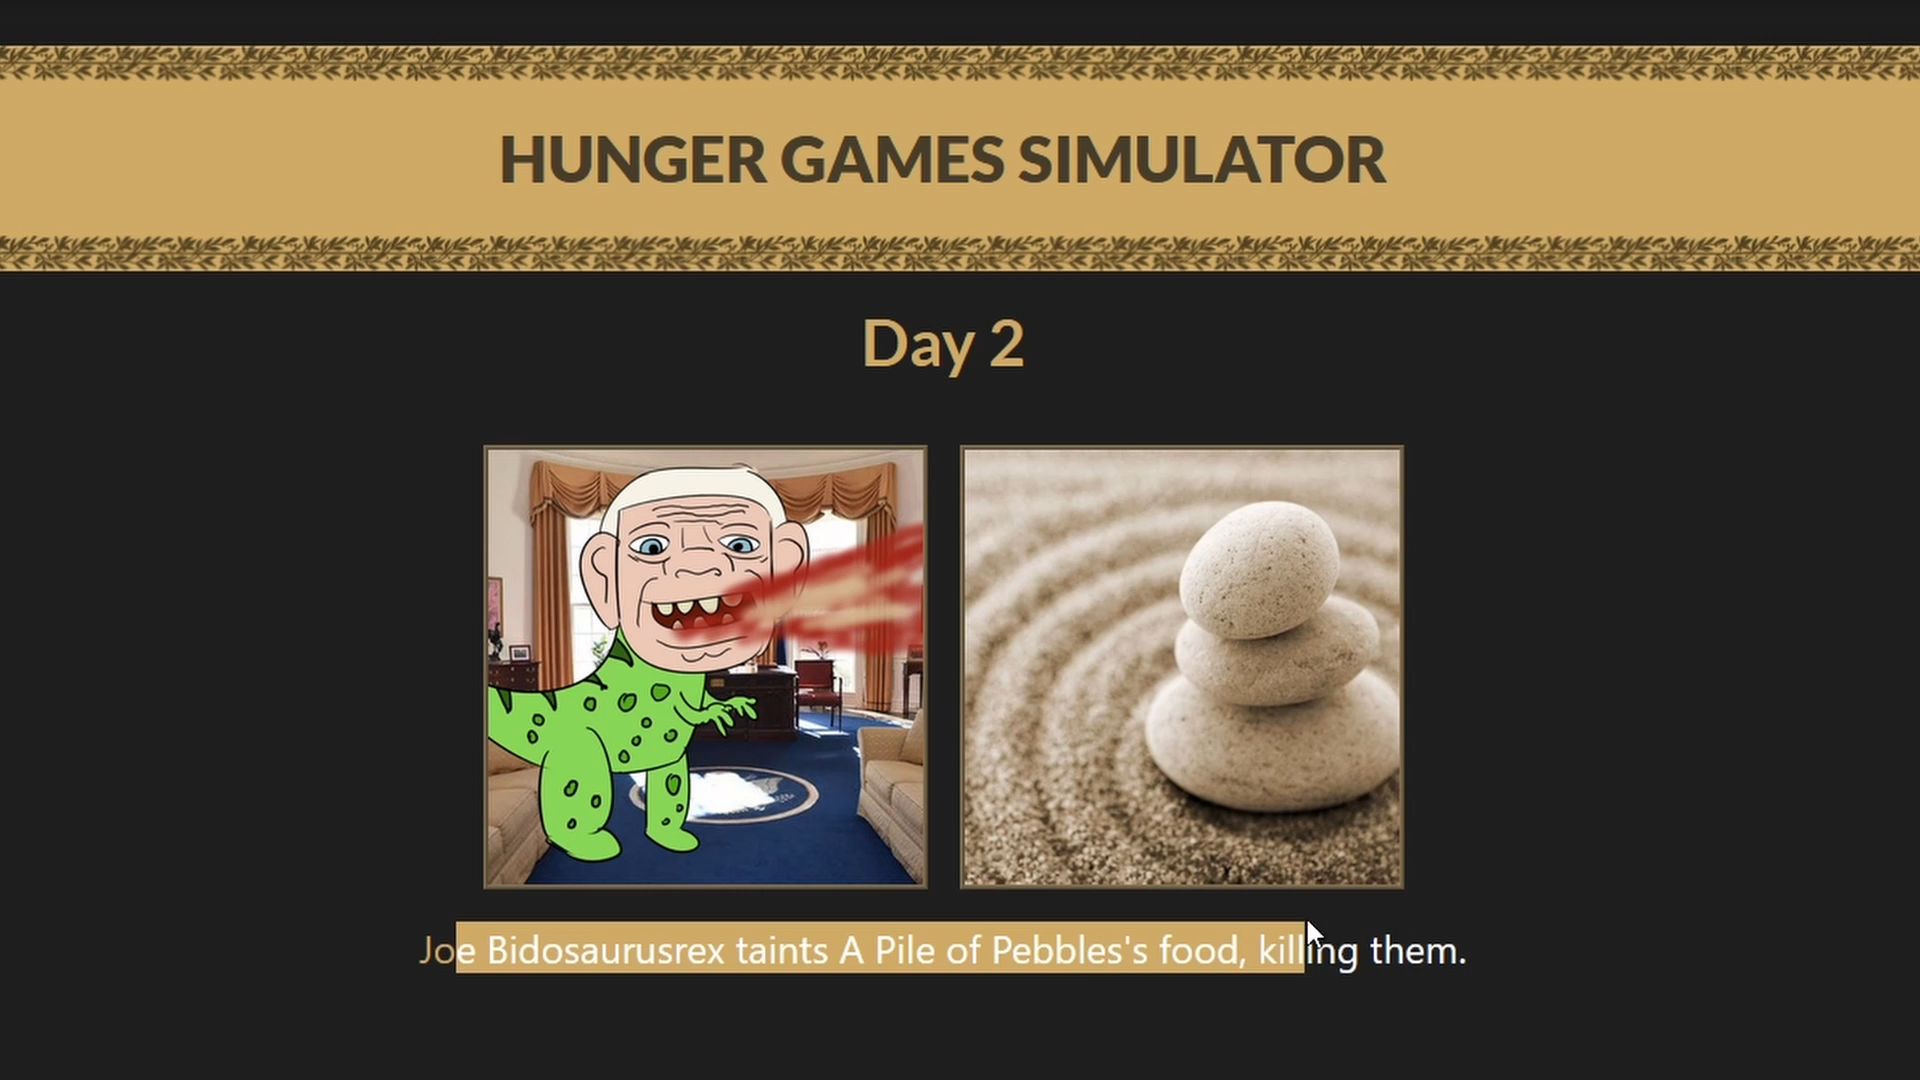 HUNGER GAMES SIMULATOR
Day 2
Joe Bidosaurusrex taints A Pile of Pebbles's food, killing them.